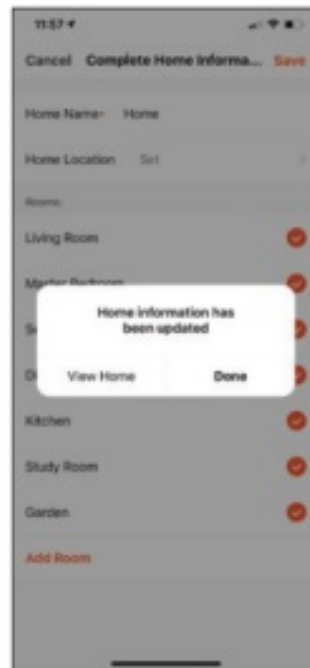 11:57
Cancel Complete Home Informa... Save
Home Name* Home
Home Location Set
Rooms:
Living Room
Master Bedroom
Home information has
been updated
View Home Done
Kitchen
Study Room
Garden
Add Room